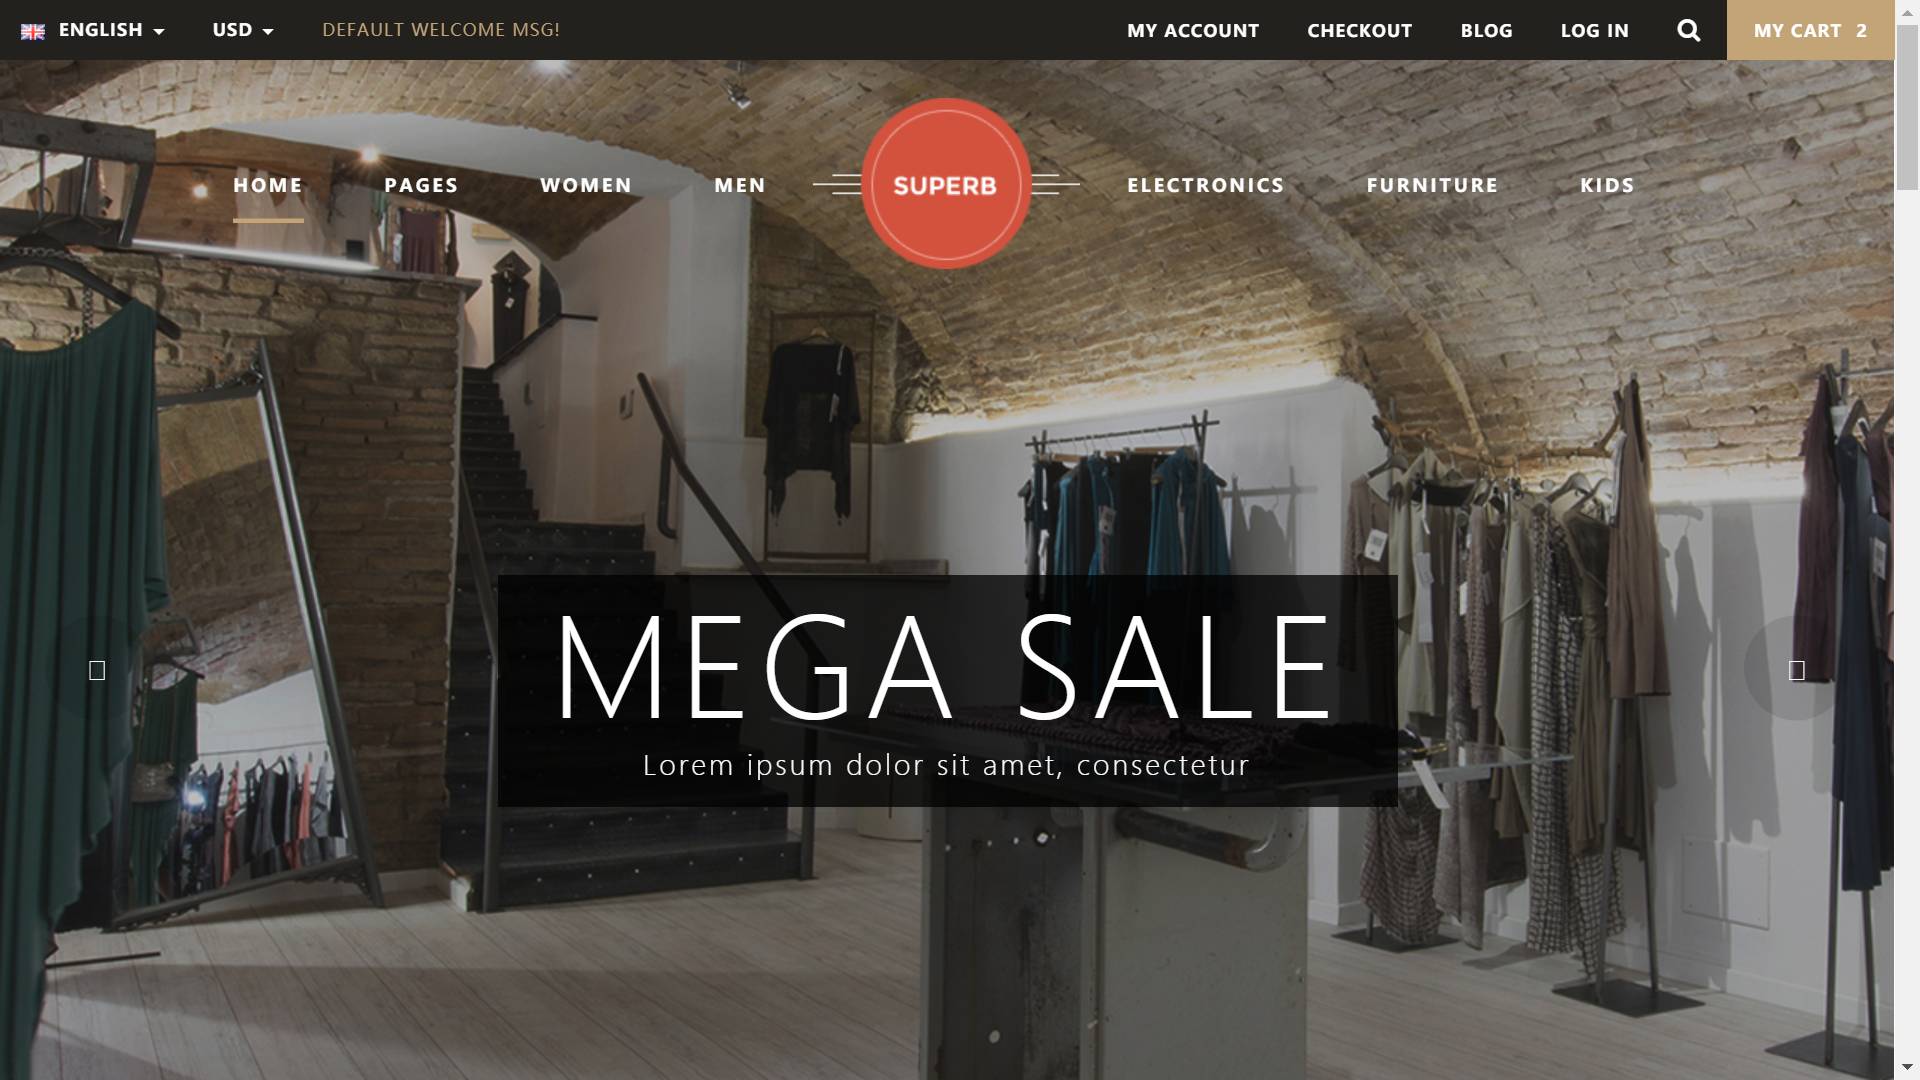 ENGLISH USD DEFAULT WELCOME MSG! MY ACCOUNT CHECKOUT BLOG LOG IN MY CART 2
HOME PAGES WOMEN MEN SUPERB ELECTRONICS FURNITURE KIDS
MEGA SALE
Lorem ipsum dolor sit amet, consectetur